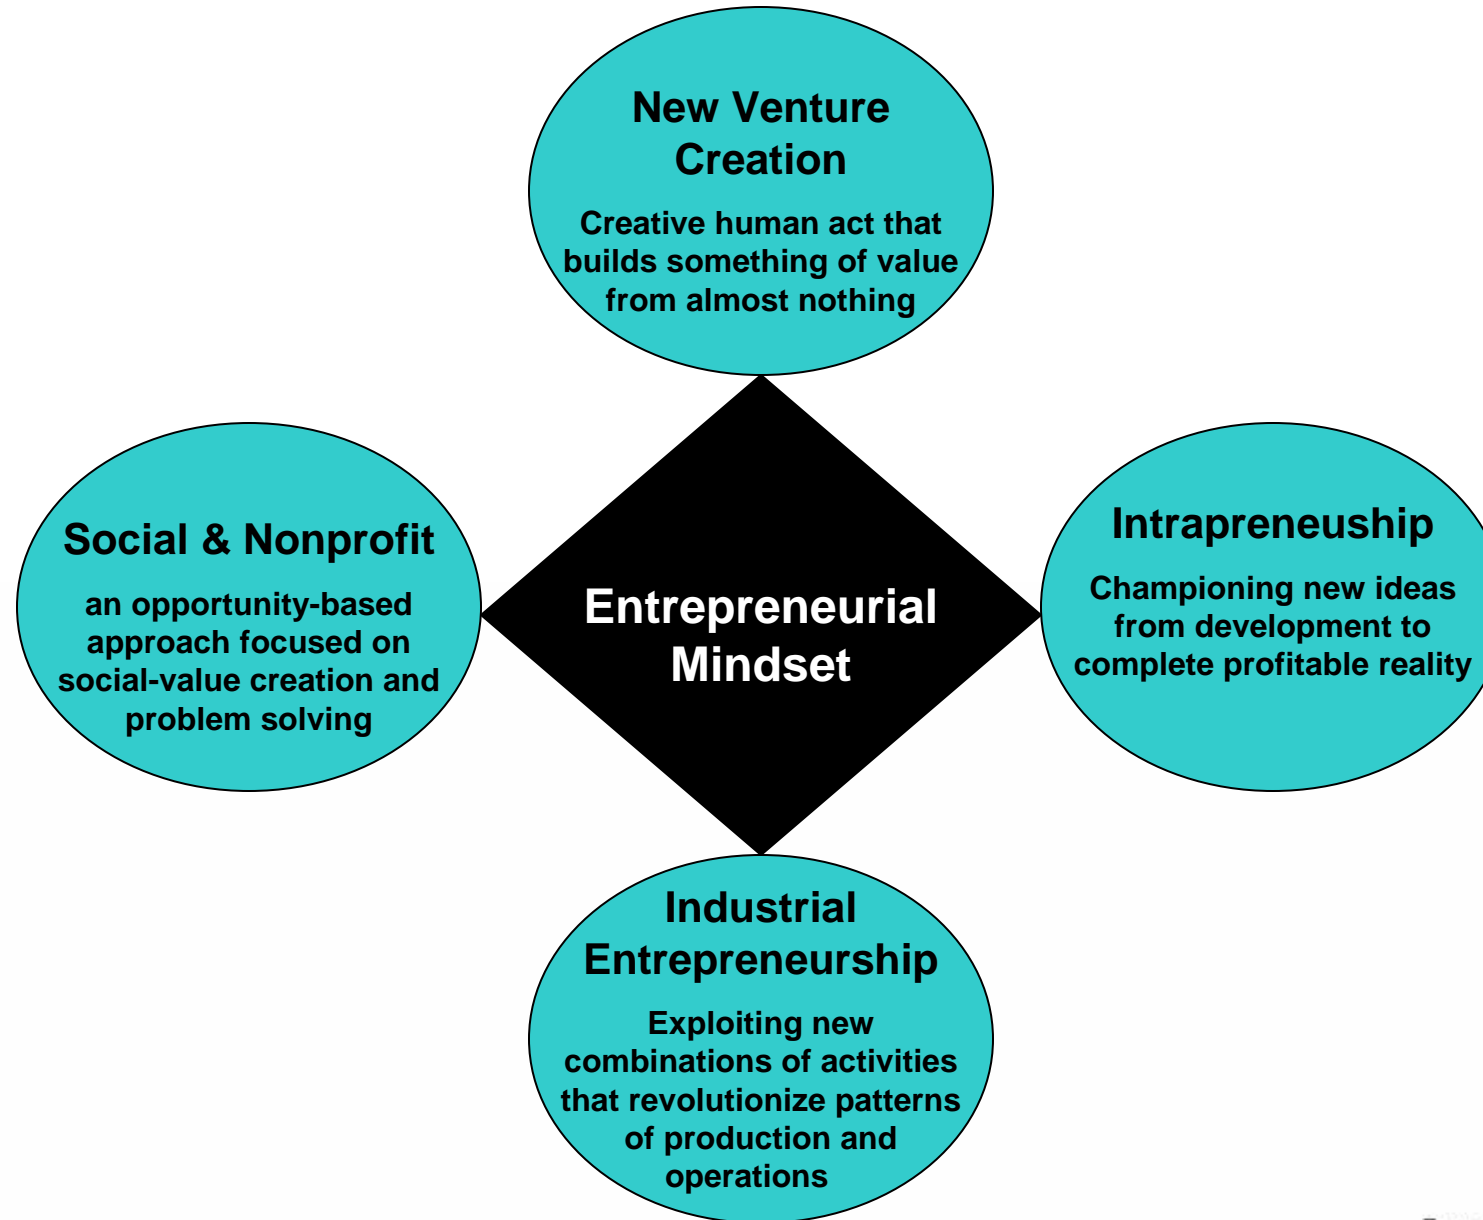 New Venture
Creation
Creative human act that
builds something of value
from almost nothing
Social & Nonprofit
an opportunity-based
approach focused on
social-value creation and
problem solving
Entrepreneurial
Mindset
Intrapreneuship
Championing new ideas
from development to
complete profitable reality
Industrial
Entrepreneurship
Exploiting new
combinations of activities
that revolutionize patterns
of production and
operations